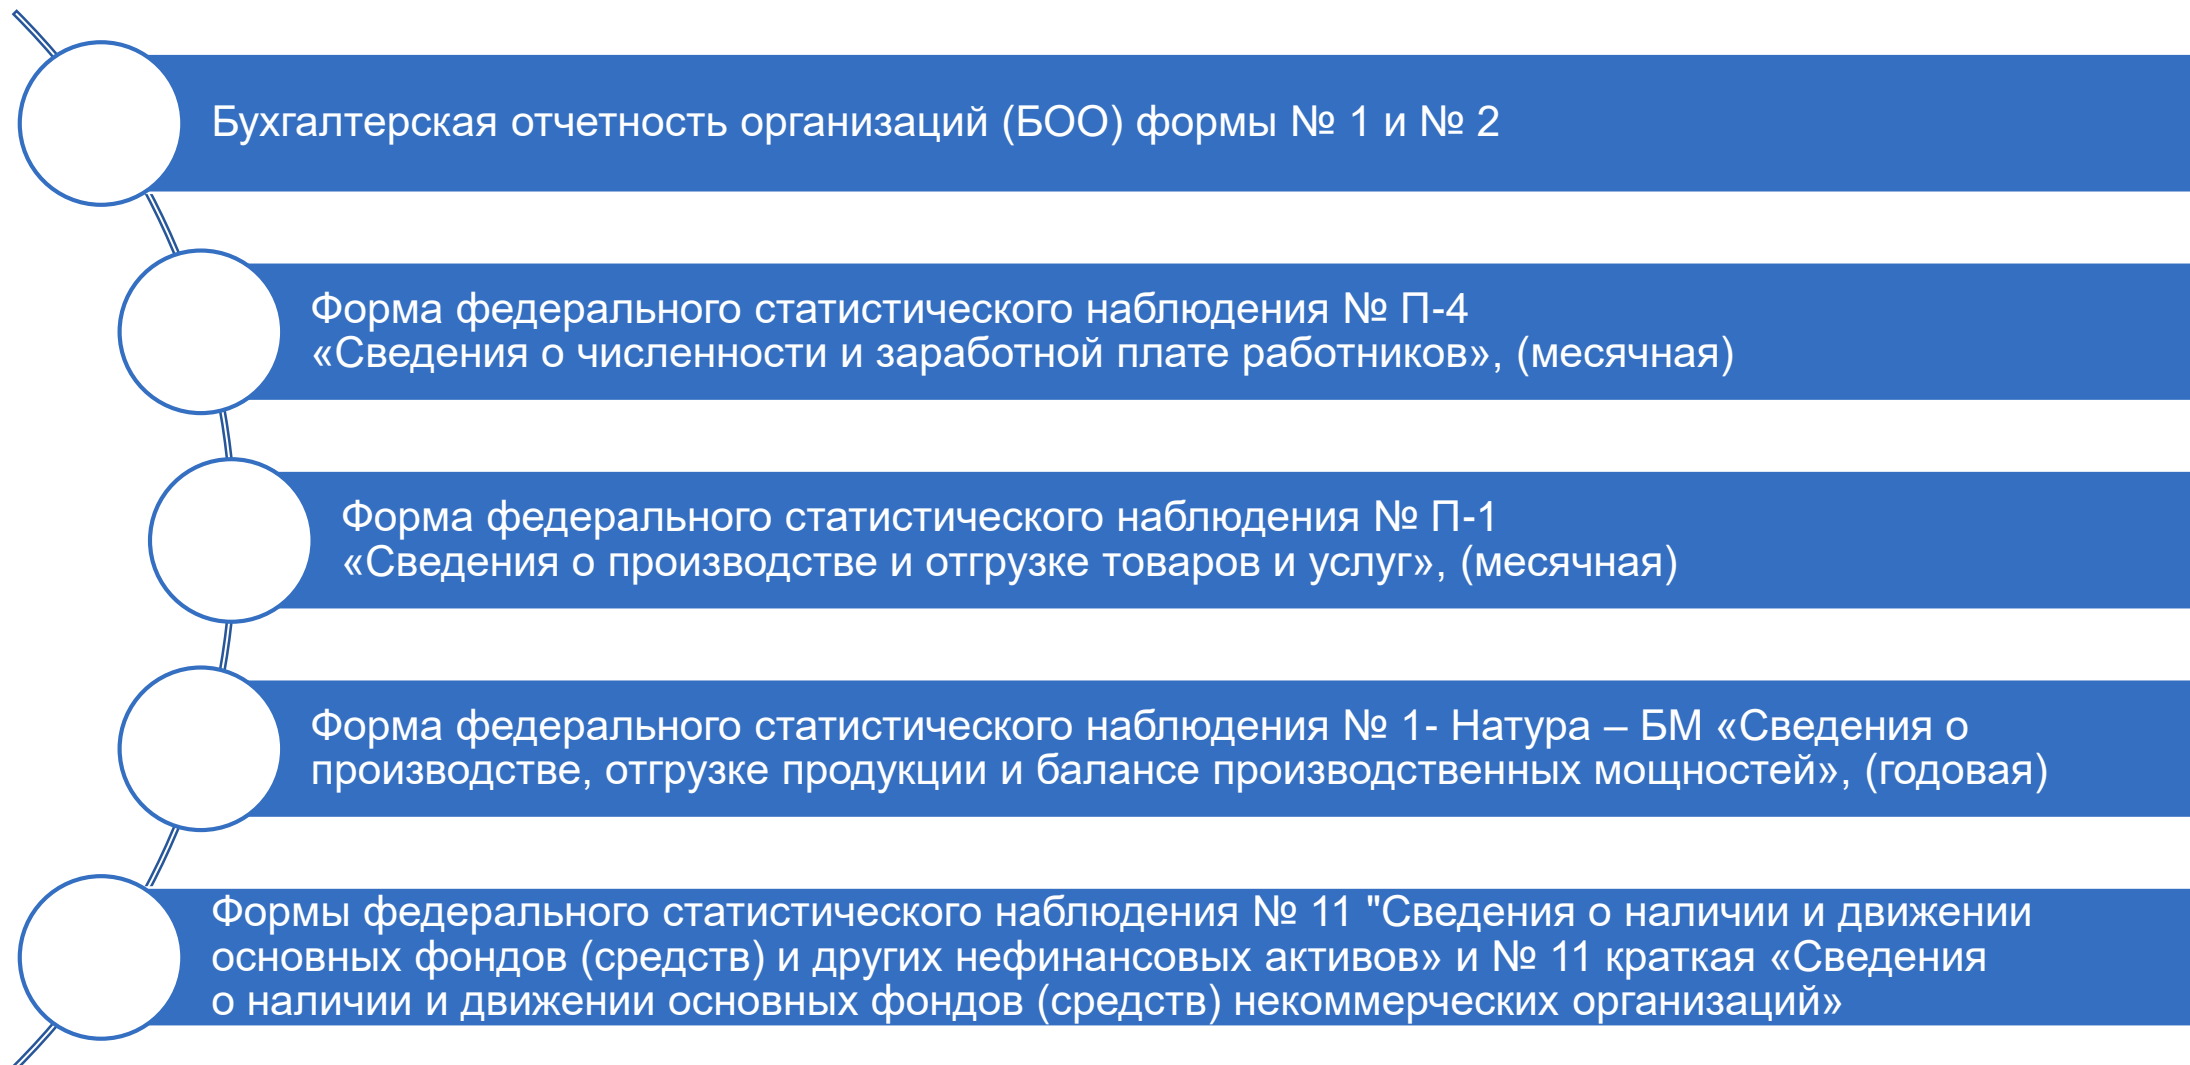 Бухгалтерская отчетность организаций (БОО) формы № 1 и № 2
Форма федерального статистического наблюдения № П-4
«Сведения о численности и заработной плате работников», (месячная)
Форма федерального статистического наблюдения № П-1
«Сведения о производстве и отгрузке товаров и услуг», (месячная)
Форма федерального статистического наблюдения № 1- Натура – БМ «Сведения о
производстве, отгрузке продукции и балансе производственных мощностей», (годовая)
Формы федерального статистического наблюдения № 11 "Сведения о наличии и движении
основных фондов (средств) и других нефинансовых активов» и № 11 краткая «Сведения
о наличии и движении основных фондов (средств) некоммерческих организаций»